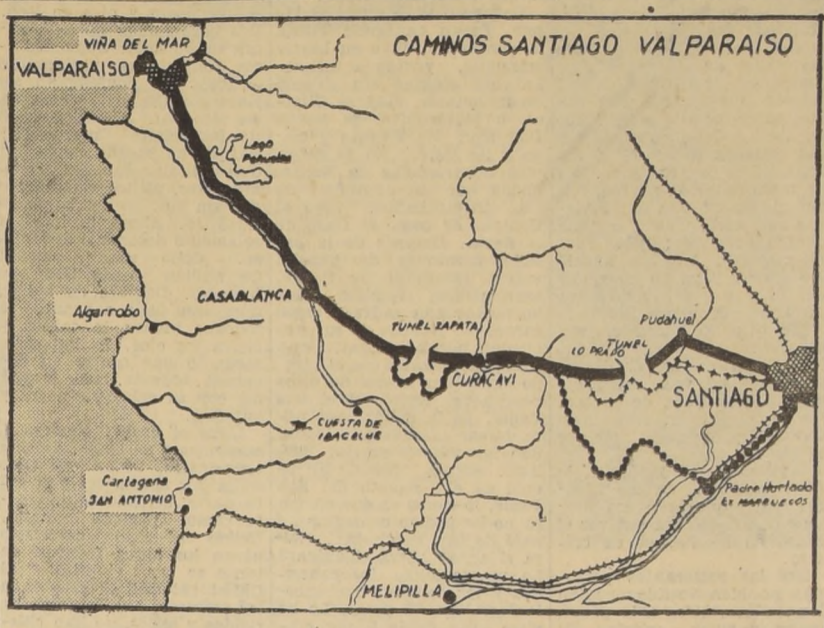 CAMINOS SANTIAGO VALPARAISO
VIÑA DEL MAR
VALPARAISO
Lago
Peñuelas
CASABLANCA
Algarrobo
TUNEL ZAPATA
Pudahuel
TUNEL
LO PRADO
CURACAVI
SANTIAGO
CUESTA DE
IBACACHE
Cartagena
SAN ANTONIO
Padre Hurtado
Ex MARRUECOS
MELIPILLA